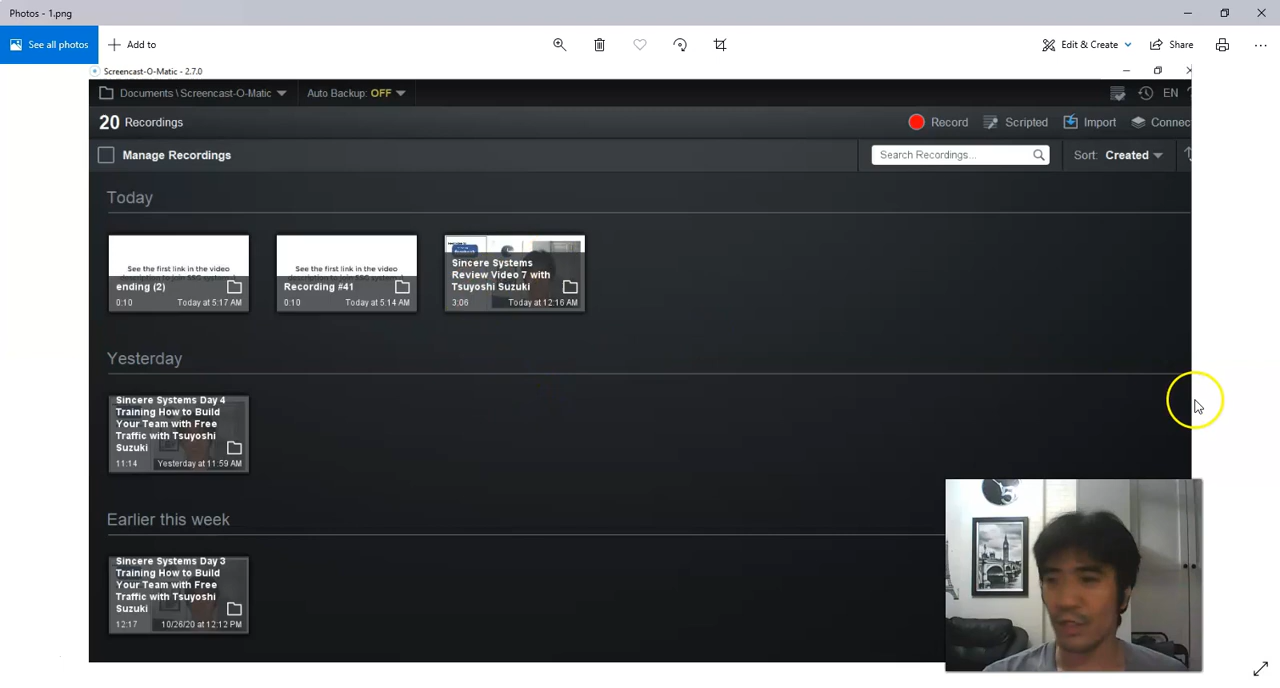 Photos - 1.png
See all photos
Add to
Edit & Create
Share
Screencast-O-Matic - 2.7.0
Documents \ Screencast-O-Matic
Auto Backup: OFF
EN
20 Recordings
Record
Scripted
Import
Connec
Manage Recordings
Search Recordings...
Sort: Created
Today
See the first link in the video
ending (2)
0:10 Today at 5:17 AM
See the first link in the video
Recording #41
0:10 Today at 5:14 AM
Sincere Systems
Review Video 7 with
Tsuyoshi Suzuki
3:06 Today at 12:16 AM
Yesterday
Sincere Systems Day 4
Training How to Build
Your Team with Free
Traffic with Tsuyoshi
Suzuki
11:14 Yesterday at 11:59 AM
Earlier this week
Sincere Systems Day 3
Training How to Build
Your Team with Free
Traffic with Tsuyoshi
Suzuki
12:17 10/26/20 at 12:12 PM